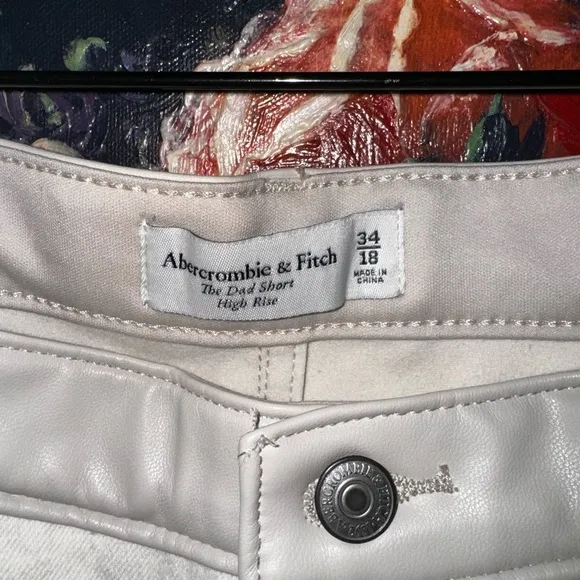 Abercrombie & Fitch
The Dad Short
High Rise
34
18
MADE IN
CHINA